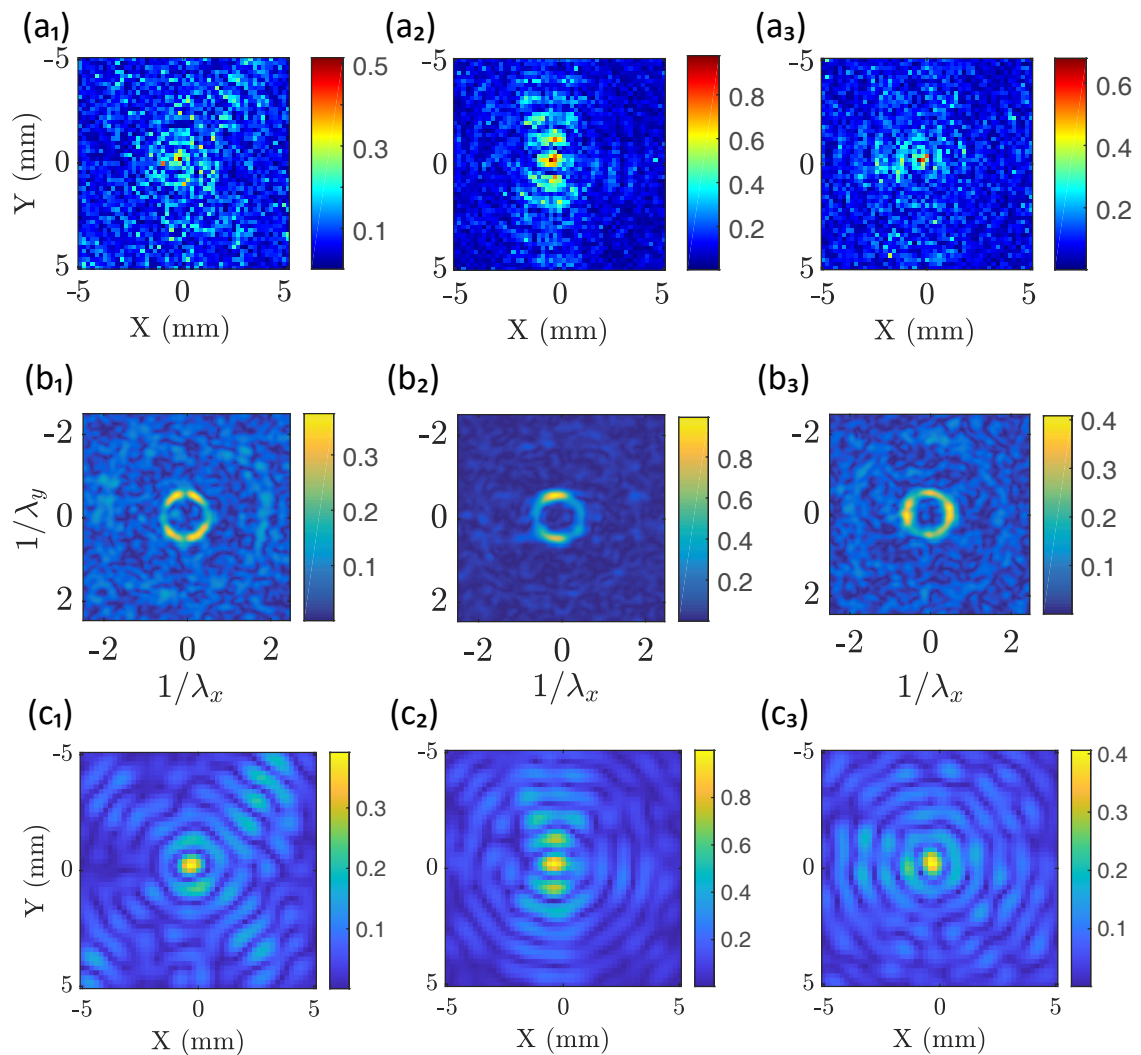 (a₁) (a₂) (a₃)
-5 0.5 -5 -5
0.8 0.6
Y (mm) 0 0.3 0 0.6 0 0.4
0.4
0.1 0.2 0.2
5 5 5
-5 0 5 -5 0 5 -5 0 5
X (mm) X (mm) X (mm)
(b₁) (b₂) (b₃)
-2 -2 -2 0.4
0.3 0.8 0.3
1/λy 0 0.2 0 0.6 0 0.2
0.4
0.1 0.2 0.1
2 2 2
-2 0 2 -2 0 2 -2 0 2
1/λx 1/λx 1/λx
(c₁) (c₂) (c₃)
-5 -5 -5 0.4
0.3 0.8 0.3
Y (mm) 0 0.2 0 0.6 0 0.2
0.4
0.1 0.2 0.1
5 5 5
-5 0 5 -5 0 5 -5 0 5
X (mm) X (mm) X (mm)